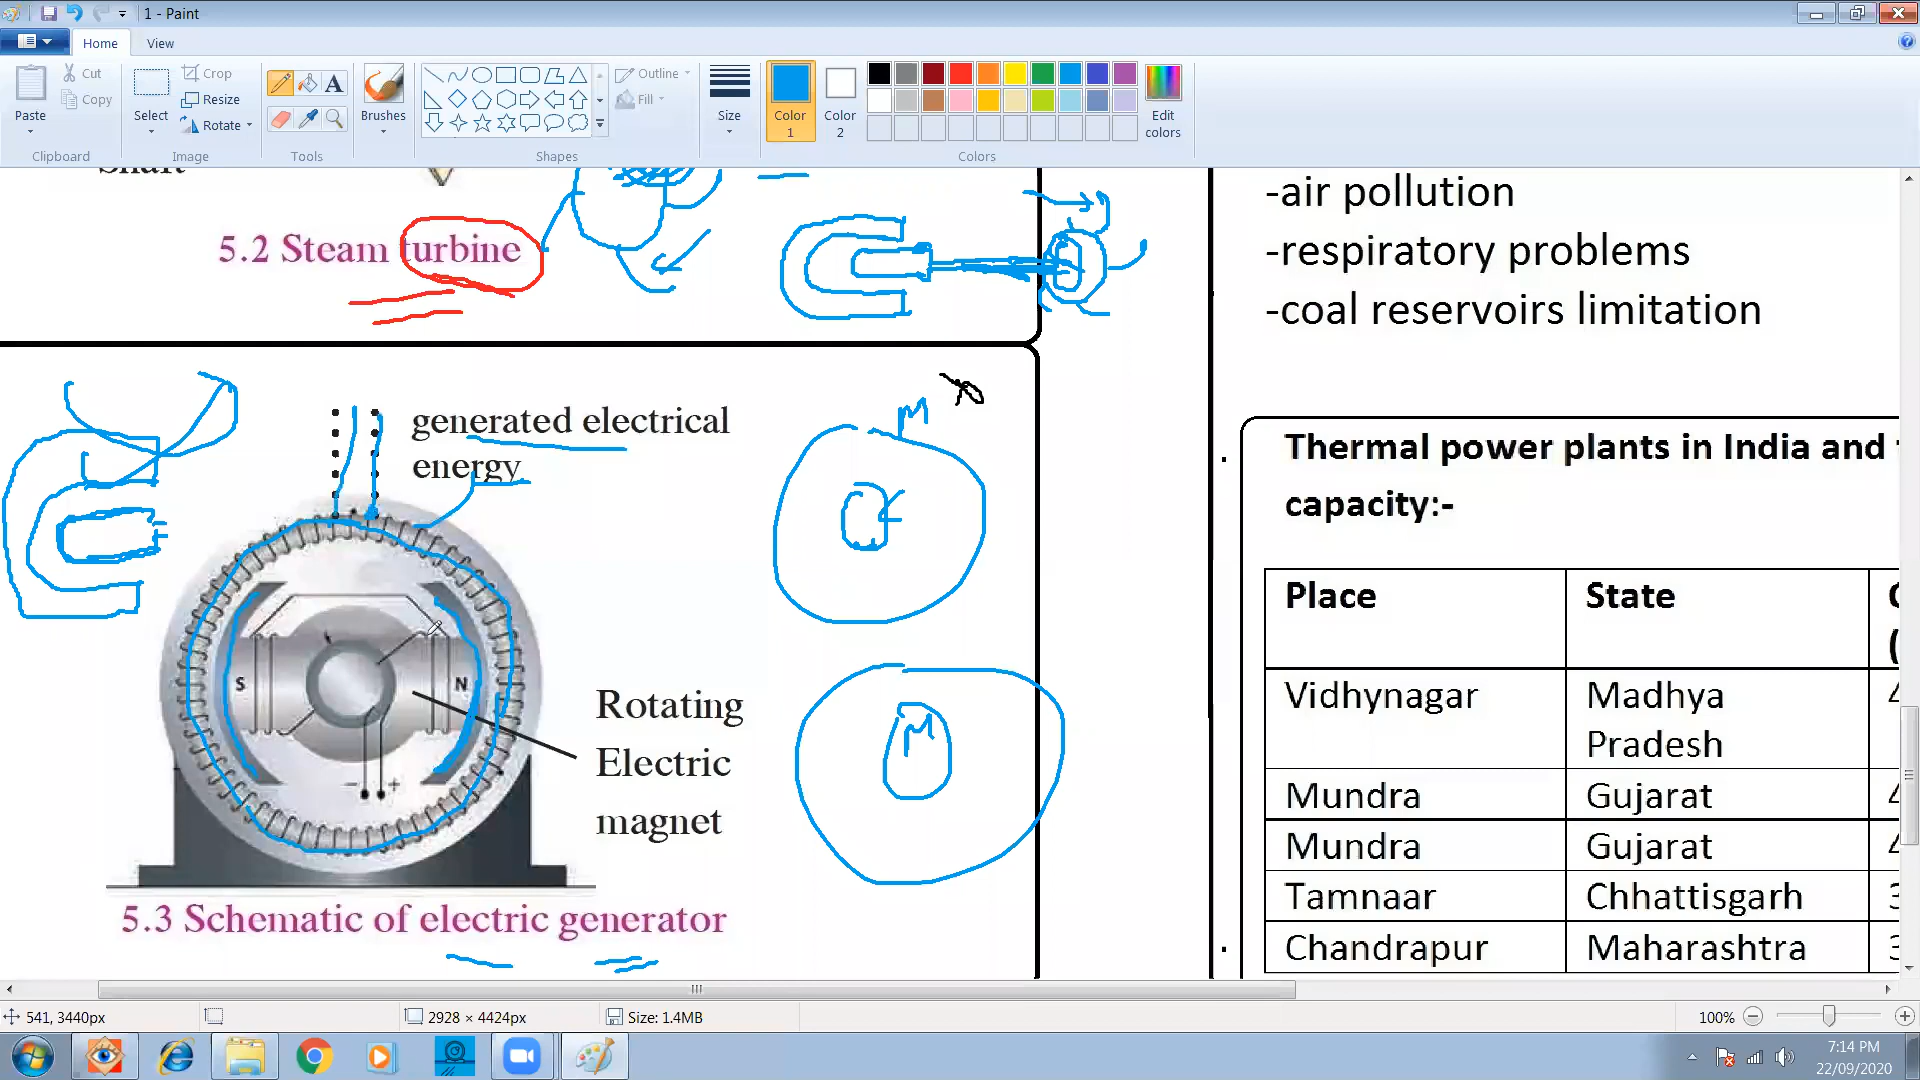 1 - Paint
Home
View
Paste
Cut
Copy
Clipboard
Select
Crop
Resize
Rotate
Image
Tools
Brushes
Shapes
Outline
Fill
Size
Color
1
Color
2
Edit
colors
Colors
Shaft
5.2 Steam turbine
-air pollution
-respiratory problems
-coal reservoirs limitation
generated electrical
energy
M
S
N
- +
Rotating
Electric
magnet
M
5.3 Schematic of electric generator
Thermal power plants in India and
capacity:-
Place State
Vidhynagar Madhya
Pradesh
Mundra Gujarat
Mundra Gujarat
Tamnaar Chhattisgarh
Chandrapur Maharashtra
541, 3440px
2928 × 4424px
Size: 1.4MB
100%
7:14 PM
22/09/2020